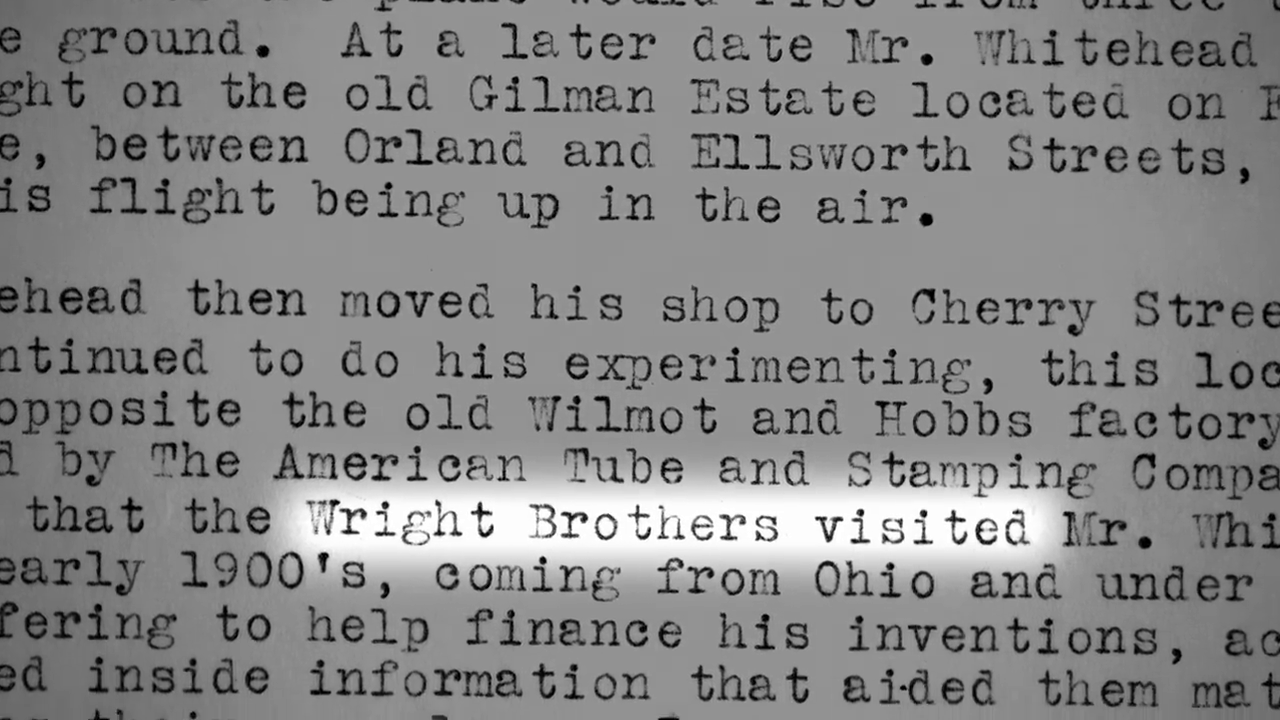 rise from three
e ground. At a later date Mr. Whitehead
ght on the old Gilman Estate located on
e, between Orland and Ellsworth Streets,
is flight being up in the air.
ehead then moved his shop to Cherry Stree
ntinued to do his experimenting, this loc
opposite the old Wilmot and Hobbs factory
d by The American Tube and Stamping Compa
that the Wright Brothers visited Mr. Whi
early 1900's, coming from Ohio and under
fering to help finance his inventions, ac
ed inside information that aided them mat